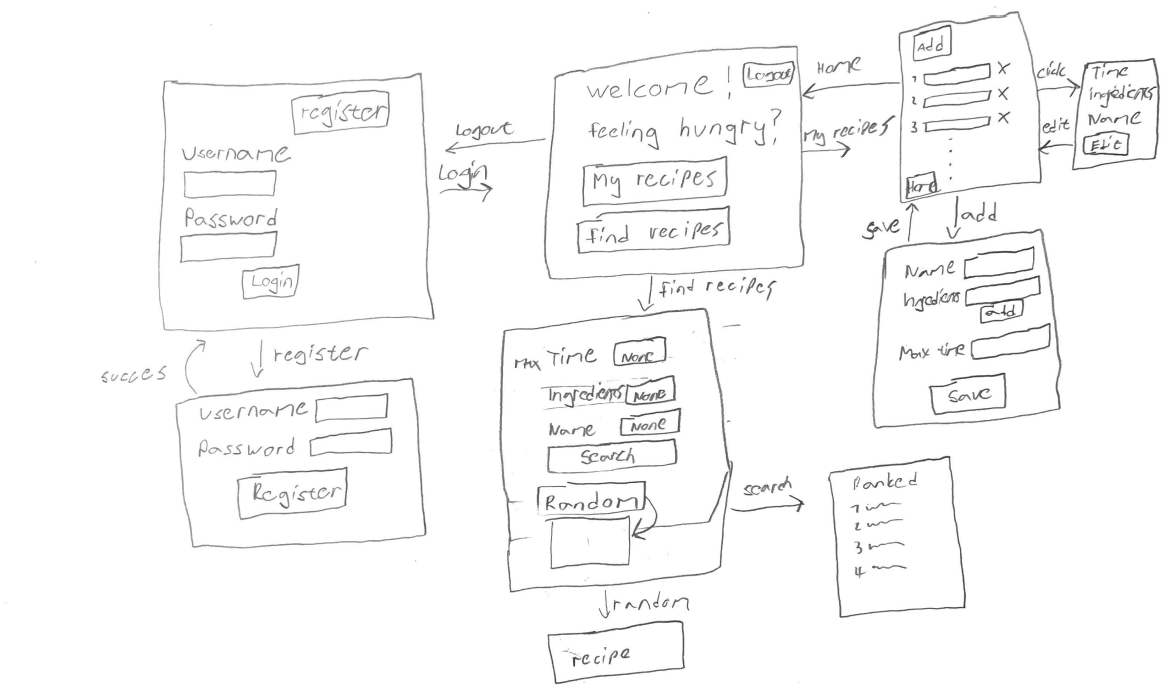 register
Username
Password
Login
register
succes
username
Password
Register
Logout
Login
welcome!
Logout
feeling hungry?
My recipes
find recipes
find recipes
Max Time None
Ingredients None
Name None
Search
Random
random
recipe
search
Ranked
1
2
3
4
Home
My recipes
Add
1 X
2 X
3 X
Home
click
edit
Time
ingredients
Name
Edit
save
add
Name
Ingredients
add
Max time
Save